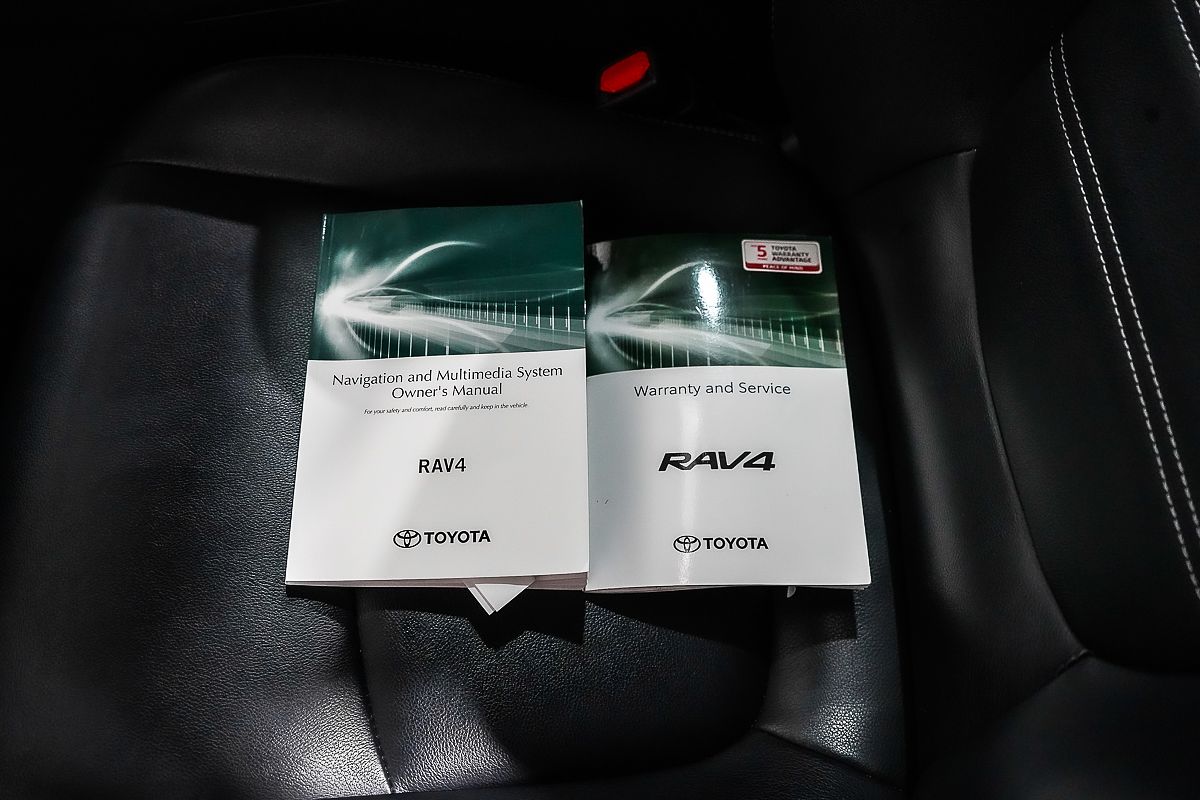 Navigation and Multimedia System
Owner's Manual
For your safety and comfort, read carefully and keep in the vehicle.
RAV4
TOYOTA
5
TOYOTA
WARRANTY
ADVANTAGE
PEACE OF MIND
Warranty and Service
RAV4
TOYOTA